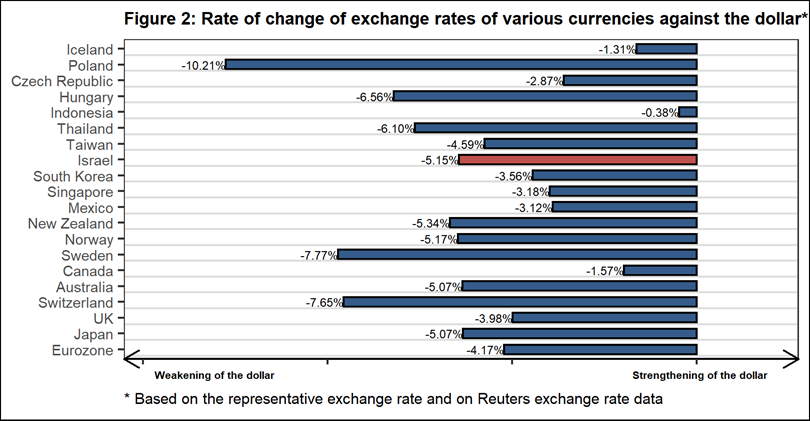 Figure 2: Rate of change of exchange rates of various currencies against the dollar*
Iceland -1.31%
Poland -10.21%
Czech Republic -2.87%
Hungary -6.56%
Indonesia -0.38%
Thailand -6.10%
Taiwan -4.59%
Israel -5.15%
South Korea -3.56%
Singapore -3.18%
Mexico -3.12%
New Zealand -5.34%
Norway -5.17%
Sweden -7.77%
Canada -1.57%
Australia -5.07%
Switzerland -7.65%
UK -3.98%
Japan -5.07%
Eurozone -4.17%
Weakening of the dollar Strengthening of the dollar
* Based on the representative exchange rate and on Reuters exchange rate data